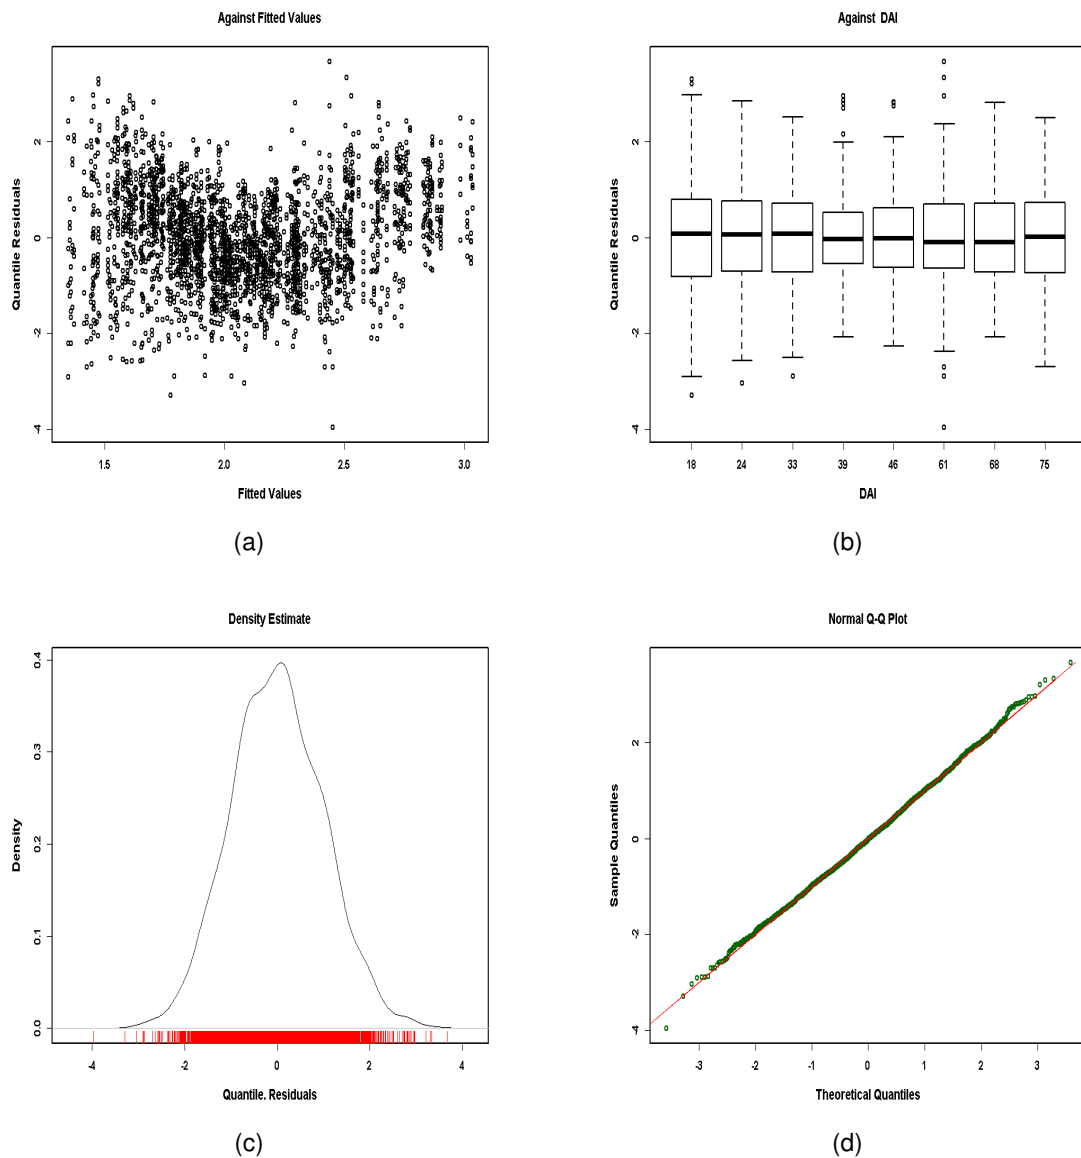 Against Fitted Values
Quantile Residuals
2
0
-2
-4
1.5 2.0 2.5 3.0
Fitted Values
(a)
Against DAI
Quantile Residuals
2
0
-2
-4
18 24 33 39 46 61 68 75
DAI
(b)
Density Estimate
Density
0.4
0.3
0.2
0.1
0.0
-4 -2 0 2 4
Quantile. Residuals
(c)
Normal Q-Q Plot
Sample Quantiles
2
0
-2
-4
-3 -2 -1 0 1 2 3
Theoretical Quantiles
(d)